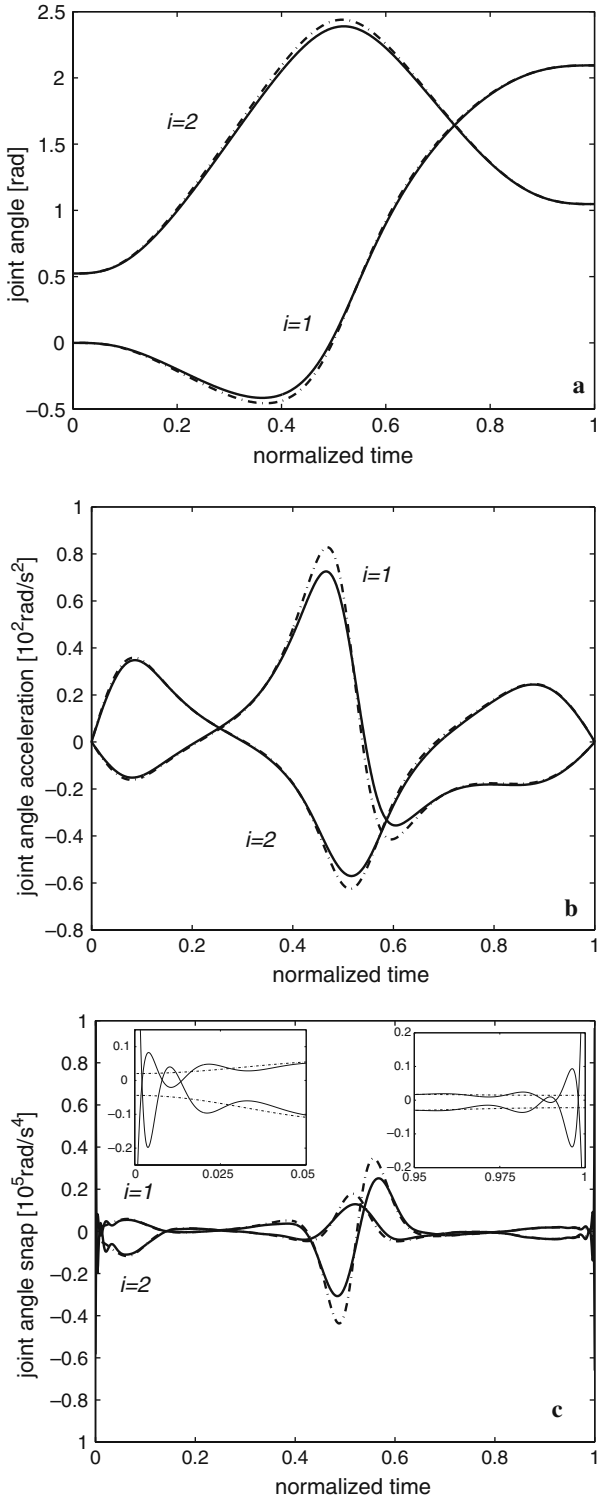 2.5
2
1.5
1
0.5
0
−0.5
joint angle [rad]
i=2
i=1
a
0 0.2 0.4 0.6 0.8 1
normalized time
1
0.8
0.6
0.4
0.2
0
−0.2
−0.4
−0.6
−0.8
joint angle acceleration [10²rad/s²]
i=1
i=2
b
0 0.2 0.4 0.6 0.8 1
normalized time
1
0.8
0.6
0.4
0.2
0
−0.2
−0.4
−0.6
−0.8
1
joint angle snap [10⁵rad/s⁴]
0.1
0
−0.1
−0.2
0 0.025 0.05
0.2
0.1
0
−0.1
−0.2
0.95 0.975 1
i=1
i=2
c
0 0.2 0.4 0.6 0.8 1
normalized time